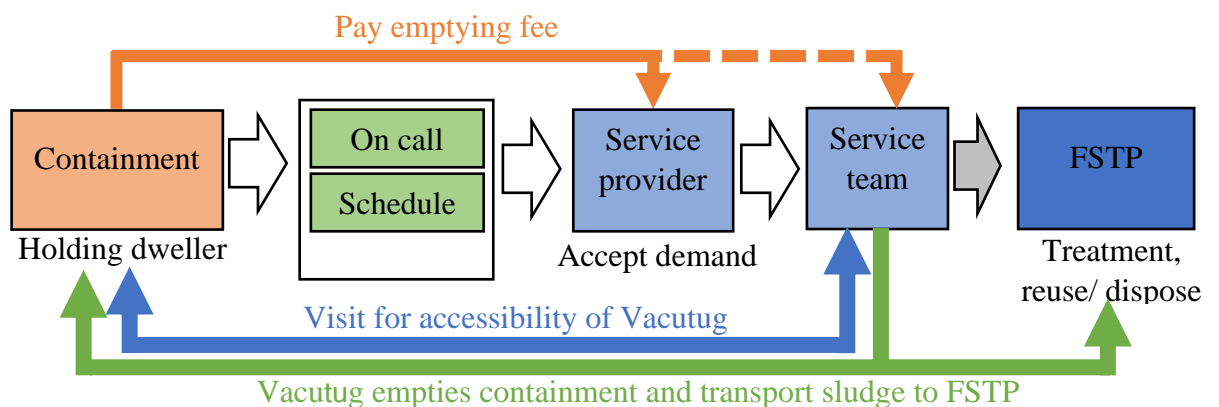 Pay emptying fee
Containment
On call
Schedule
Service
provider
Service
team
FSTP
Holding dweller
Accept demand
Treatment,
reuse/ dispose
Visit for accessibility of Vacutug
Vacutug empties containment and transport sludge to FSTP